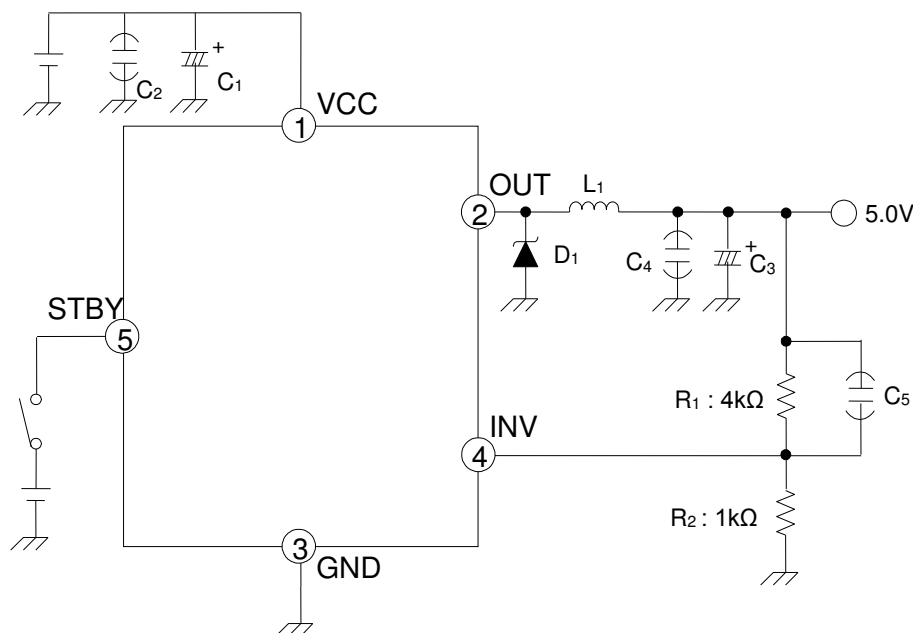 +
C2
C1
VCC
1
OUT
L1
2
5.0V
D1
C4
+
C3
STBY
5
R1 : 4kΩ
C5
INV
4
R2 : 1kΩ
3
GND